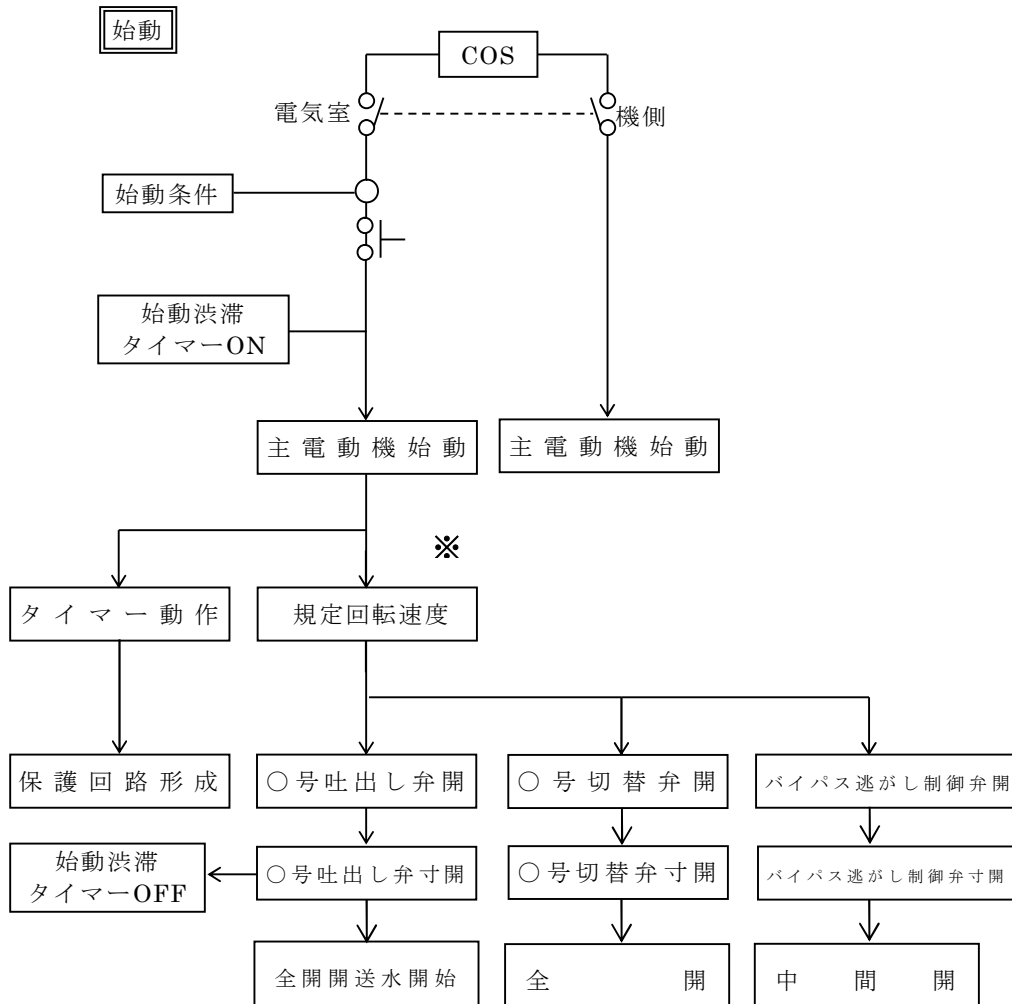 始動
COS
電気室
機側
始動条件
始動渋滞
タイマーON
主電動機始動
主電動機始動
※
タイマー動作
規定回転速度
保護回路形成
〇号吐出し弁開
〇号切替弁開
バイパス逃がし制御弁開
始動渋滞
タイマーOFF
〇号吐出し弁寸開
〇号切替弁寸開
バイパス逃がし制御弁寸開
全開開送水開始
全開
中間開